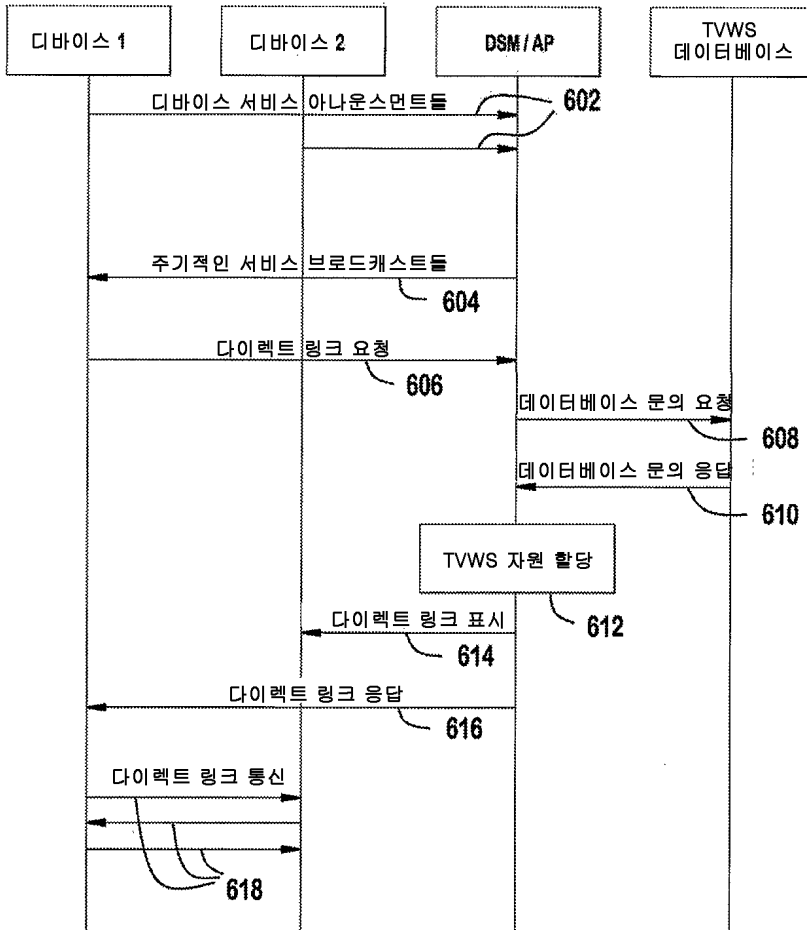 디바이스 1
디바이스 2
DSM / AP
TVWS
데이터베이스
디바이스 서비스 아나운스먼트들
602
주기적인 서비스 브로드캐스트들
604
다이렉트 링크 요청
606
데이터베이스 문의 요청
608
데이터베이스 문의 응답
610
TVWS 자원 할당
612
다이렉트 링크 표시
614
다이렉트 링크 응답
616
다이렉트 링크 통신
618